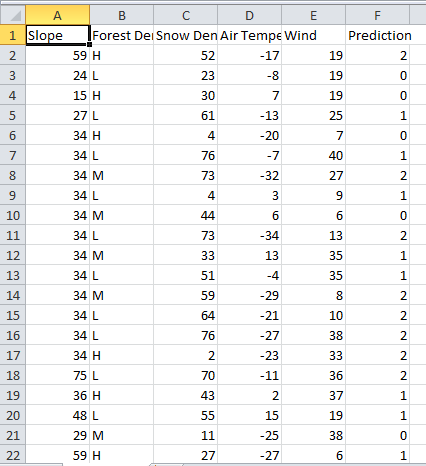 A B C D E F
1 Slope Forest Der Snow Den Air Tempe Wind Prediction
2 59 H 52 -17 19 2
3 24 L 23 -8 19 0
4 15 H 30 7 19 0
5 27 L 61 -13 25 1
6 34 H 4 -20 7 0
7 34 L 76 -7 40 1
8 34 M 73 -32 27 2
9 34 L 4 3 9 1
10 34 M 44 6 6 0
11 34 L 73 -34 13 2
12 34 M 33 13 35 1
13 34 L 51 -4 35 1
14 34 M 59 -29 8 2
15 34 L 64 -21 10 2
16 34 L 76 -27 38 2
17 34 H 2 -23 33 2
18 75 L 70 -11 36 2
19 36 H 43 2 37 1
20 48 L 55 15 19 1
21 29 M 11 -25 38 0
22 59 H 27 -27 6 1